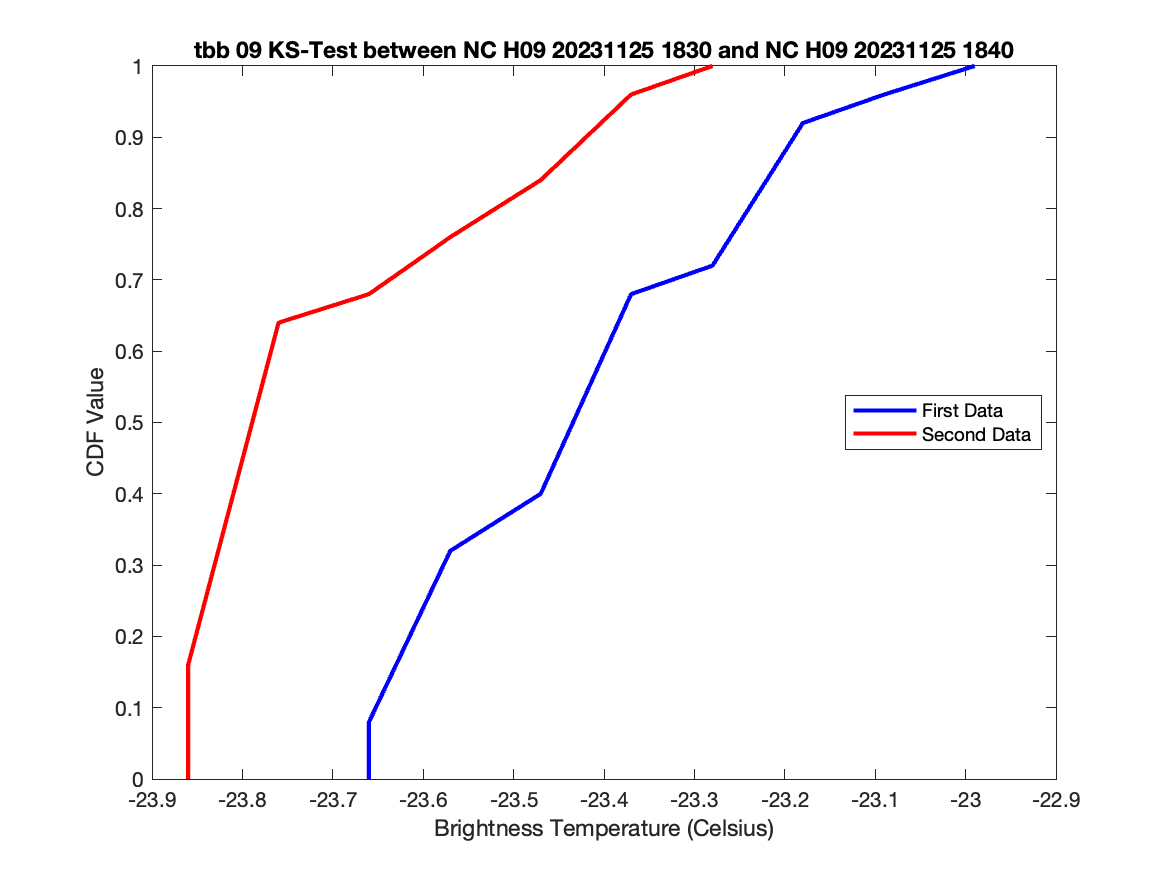 tbb 09 KS-Test between NC H09 20231125 1830 and NC H09 20231125 1840
1
0.9
0.8
0.7
0.6
0.5
0.4
0.3
0.2
0.1
0
CDF Value
First Data
Second Data
-23.9 -23.8 -23.7 -23.6 -23.5 -23.4 -23.3 -23.2 -23.1 -23 -22.9
Brightness Temperature (Celsius)